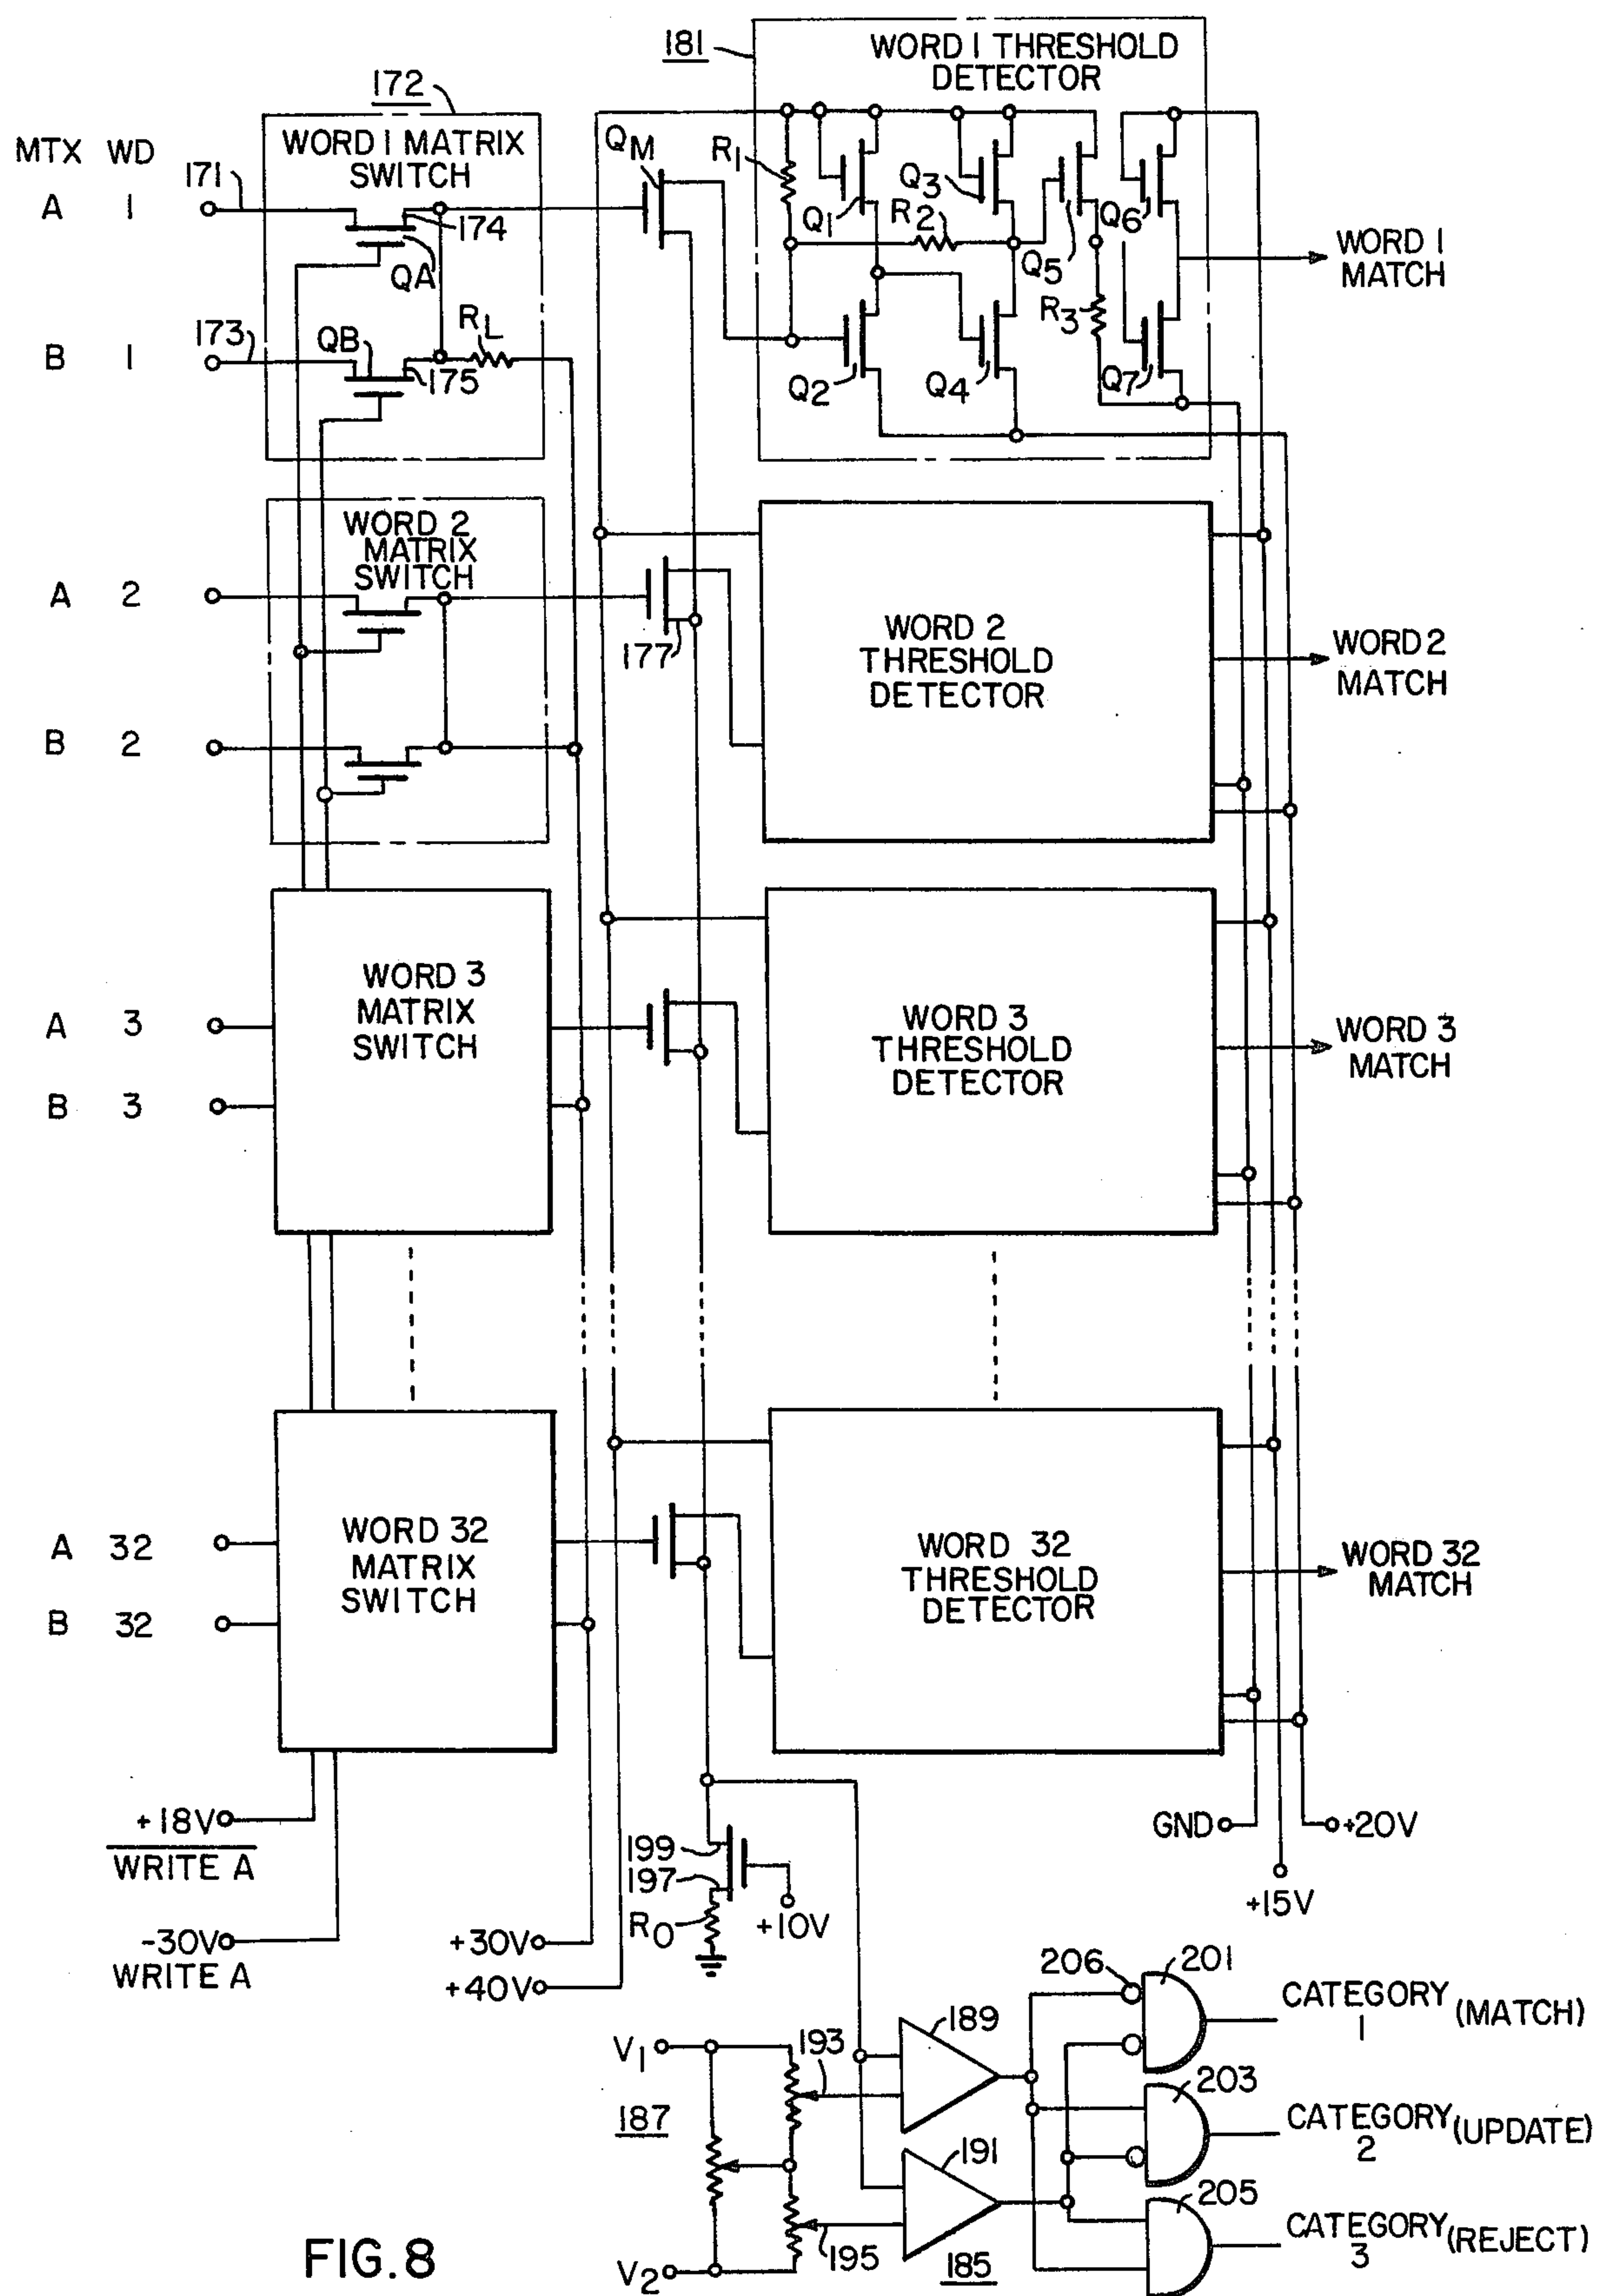 181
WORD 1 THRESHOLD
DETECTOR
172
WORD 1 MATRIX
SWITCH
MTX WD
171
A 1
174
QA
QM
R1
Q1
Q3
R2
Q5
Q6
WORD 1
MATCH
173
B 1
QB
RL
175
R3
Q2
Q4
Q7
WORD 2
MATRIX
SWITCH
A 2
177
WORD 2
THRESHOLD
DETECTOR
WORD 2
MATCH
B 2
WORD 3
MATRIX
SWITCH
A 3
B 3
WORD 3
THRESHOLD
DETECTOR
WORD 3
MATCH
WORD 32
MATRIX
SWITCH
A 32
B 32
WORD 32
THRESHOLD
DETECTOR
WORD 32
MATCH
+18V
WRITE A
-30V
WRITE A
+30V
+40V
199
197
RO
+10V
GND
+20V
+15V
206
201
CATEGORY 1 (MATCH)
V1
193
189
187
203
CATEGORY 2 (UPDATE)
191
205
CATEGORY 3 (REJECT)
V2
195
185
FIG. 8